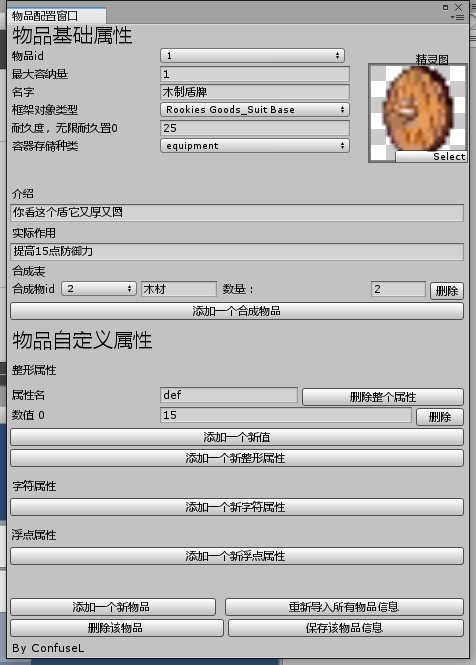 物品配置窗口
物品基础属性
物品id 1
最大容纳量 1
名字 木制盾牌
框架对象类型 Rookies Goods_Suit Base
耐久度，无限耐久置0 25
容器存储种类 equipment
精灵图
Select
介绍
你看这个盾它又厚又圆
实际作用
提高15点防御力
合成表
合成物id 2 木材 数量： 2 删除
添加一个合成物品
物品自定义属性
整形属性
属性名 def 删除整个属性
数值 0 15 删除
添加一个新值
添加一个新整形属性
字符属性
添加一个新字符属性
浮点属性
添加一个新浮点属性
添加一个新物品 重新导入所有物品信息
删除该物品 保存该物品信息
By ConfuseL